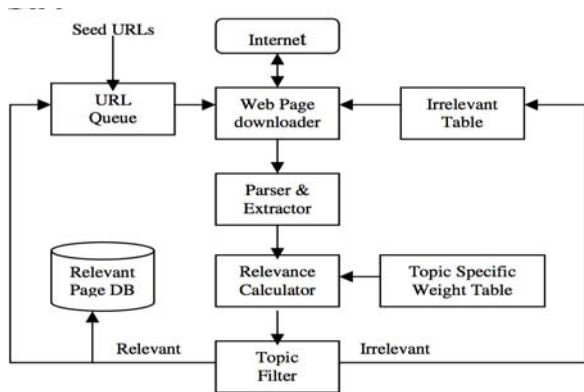 Seed URLs
Internet
URL
Queue
Web Page
downloader
Irrelevant
Table
Parser &
Extractor
Relevant
Page DB
Relevance
Calculator
Topic Specific
Weight Table
Relevant
Topic
Filter
Irrelevant